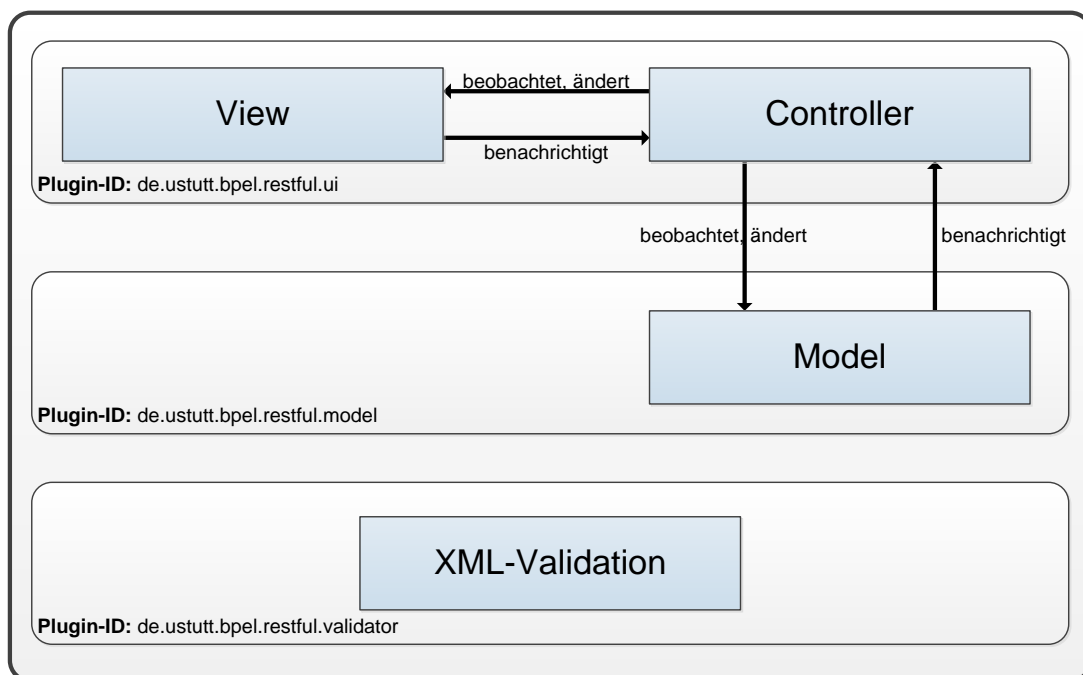 beobachtet, ändert
View
Controller
benachrichtigt
Plugin-ID: de.ustutt.bpel.restful.ui
beobachtet, ändert
benachrichtigt
Model
Plugin-ID: de.ustutt.bpel.restful.model
XML-Validation
Plugin-ID: de.ustutt.bpel.restful.validator